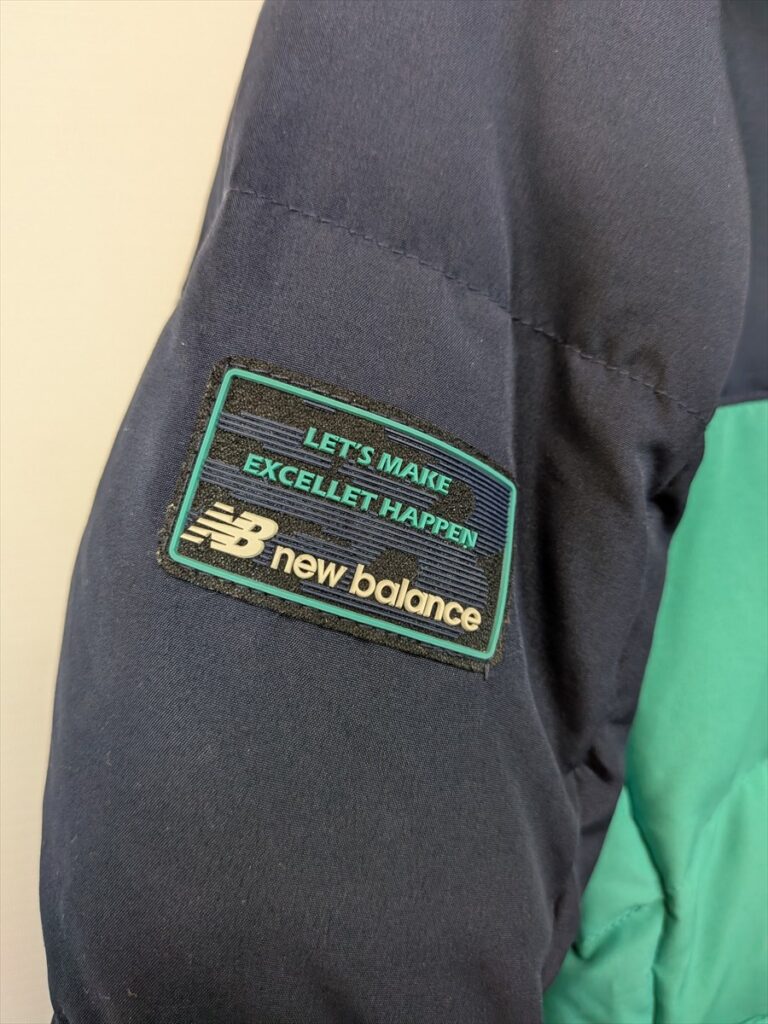 LET'S MAKE
EXCELLET HAPPEN
NB new balance